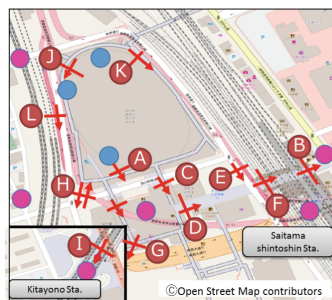 J
K
L
A
C
B
E
H
F
D
I
G
Saitama
shintoshin Sta.
Kitayono Sta.
©Open Street Map contributors